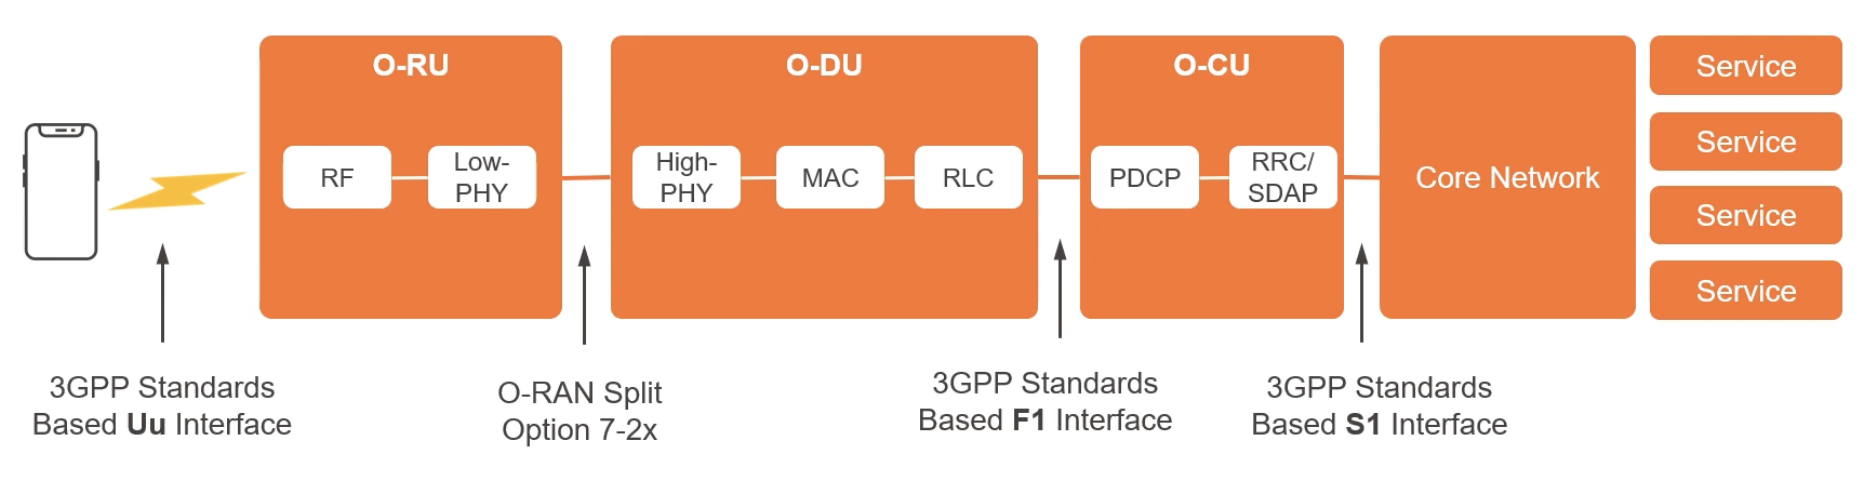 O-RU
O-DU
O-CU
RF
Low-
PHY
High-
PHY
MAC
RLC
PDCP
RRC/
SDAP
Core Network
Service
Service
Service
Service
3GPP Standards
Based Uu Interface
O-RAN Split
Option 7-2x
3GPP Standards
Based F1 Interface
3GPP Standards
Based S1 Interface